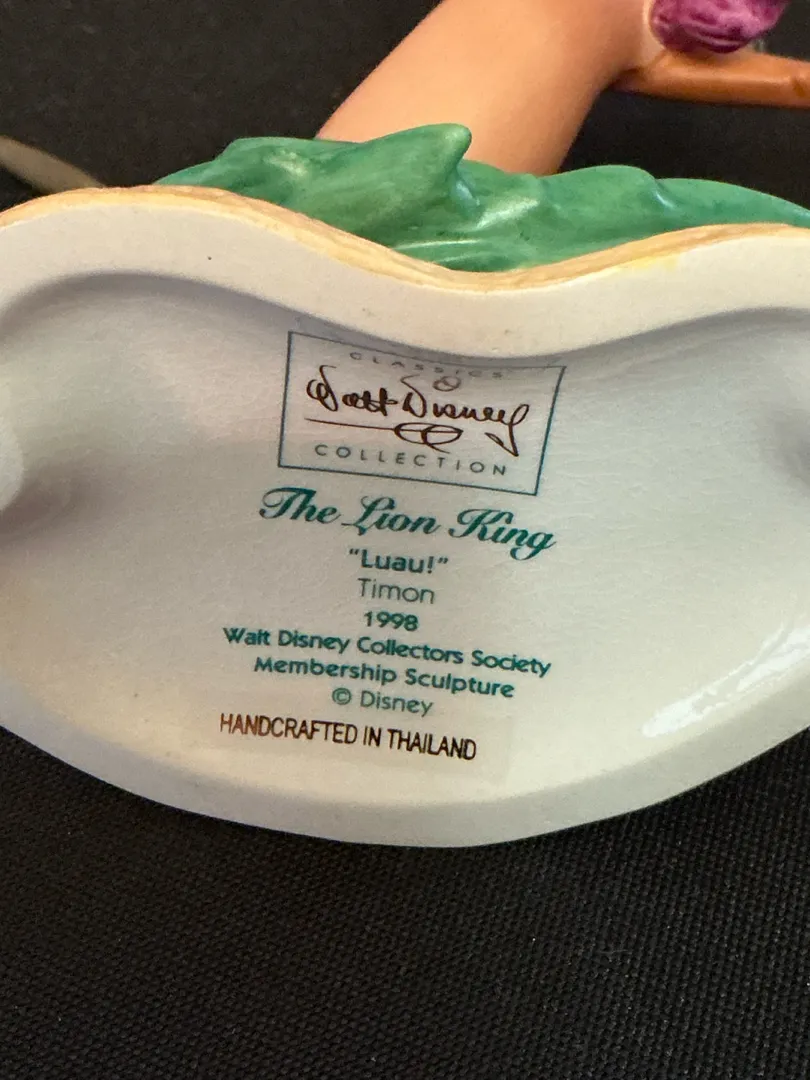 CLASSICS
Walt Disney
COLLECTION
The Lion King
"Luau!"
Timon
1998
Walt Disney Collectors Society
Membership Sculpture
© Disney
HANDCRAFTED IN THAILAND